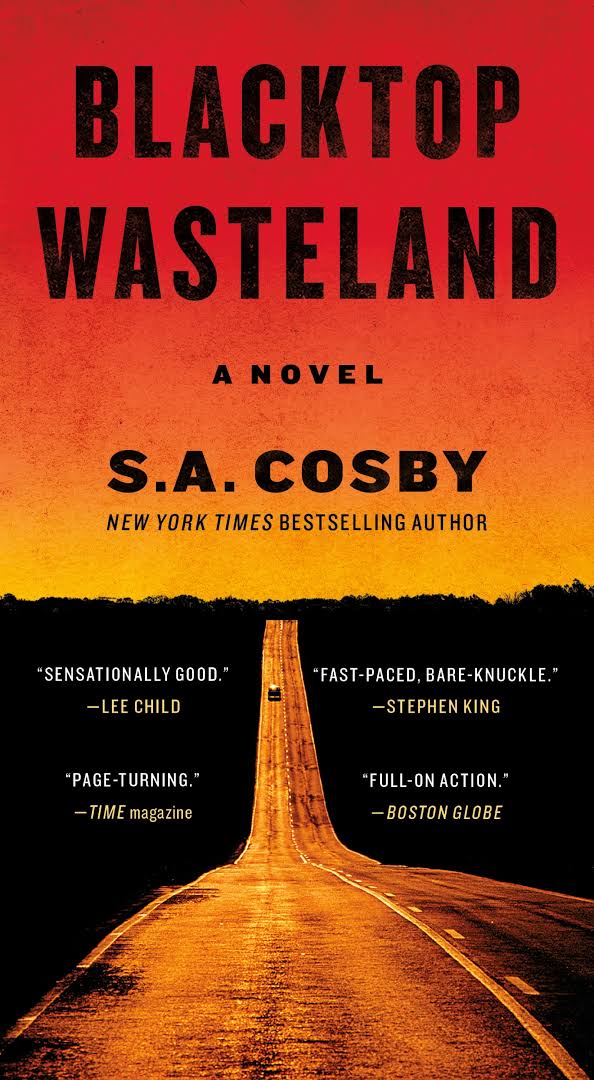 BLACKTOP
WASTELAND
A NOVEL
S.A. COSBY
NEW YORK TIMES BESTSELLING AUTHOR
“SENSATIONALLY GOOD.”
—LEE CHILD
“FAST-PACED, BARE-KNUCKLE.”
—STEPHEN KING
“PAGE-TURNING.”
—TIME magazine
“FULL-ON ACTION.”
—BOSTON GLOBE